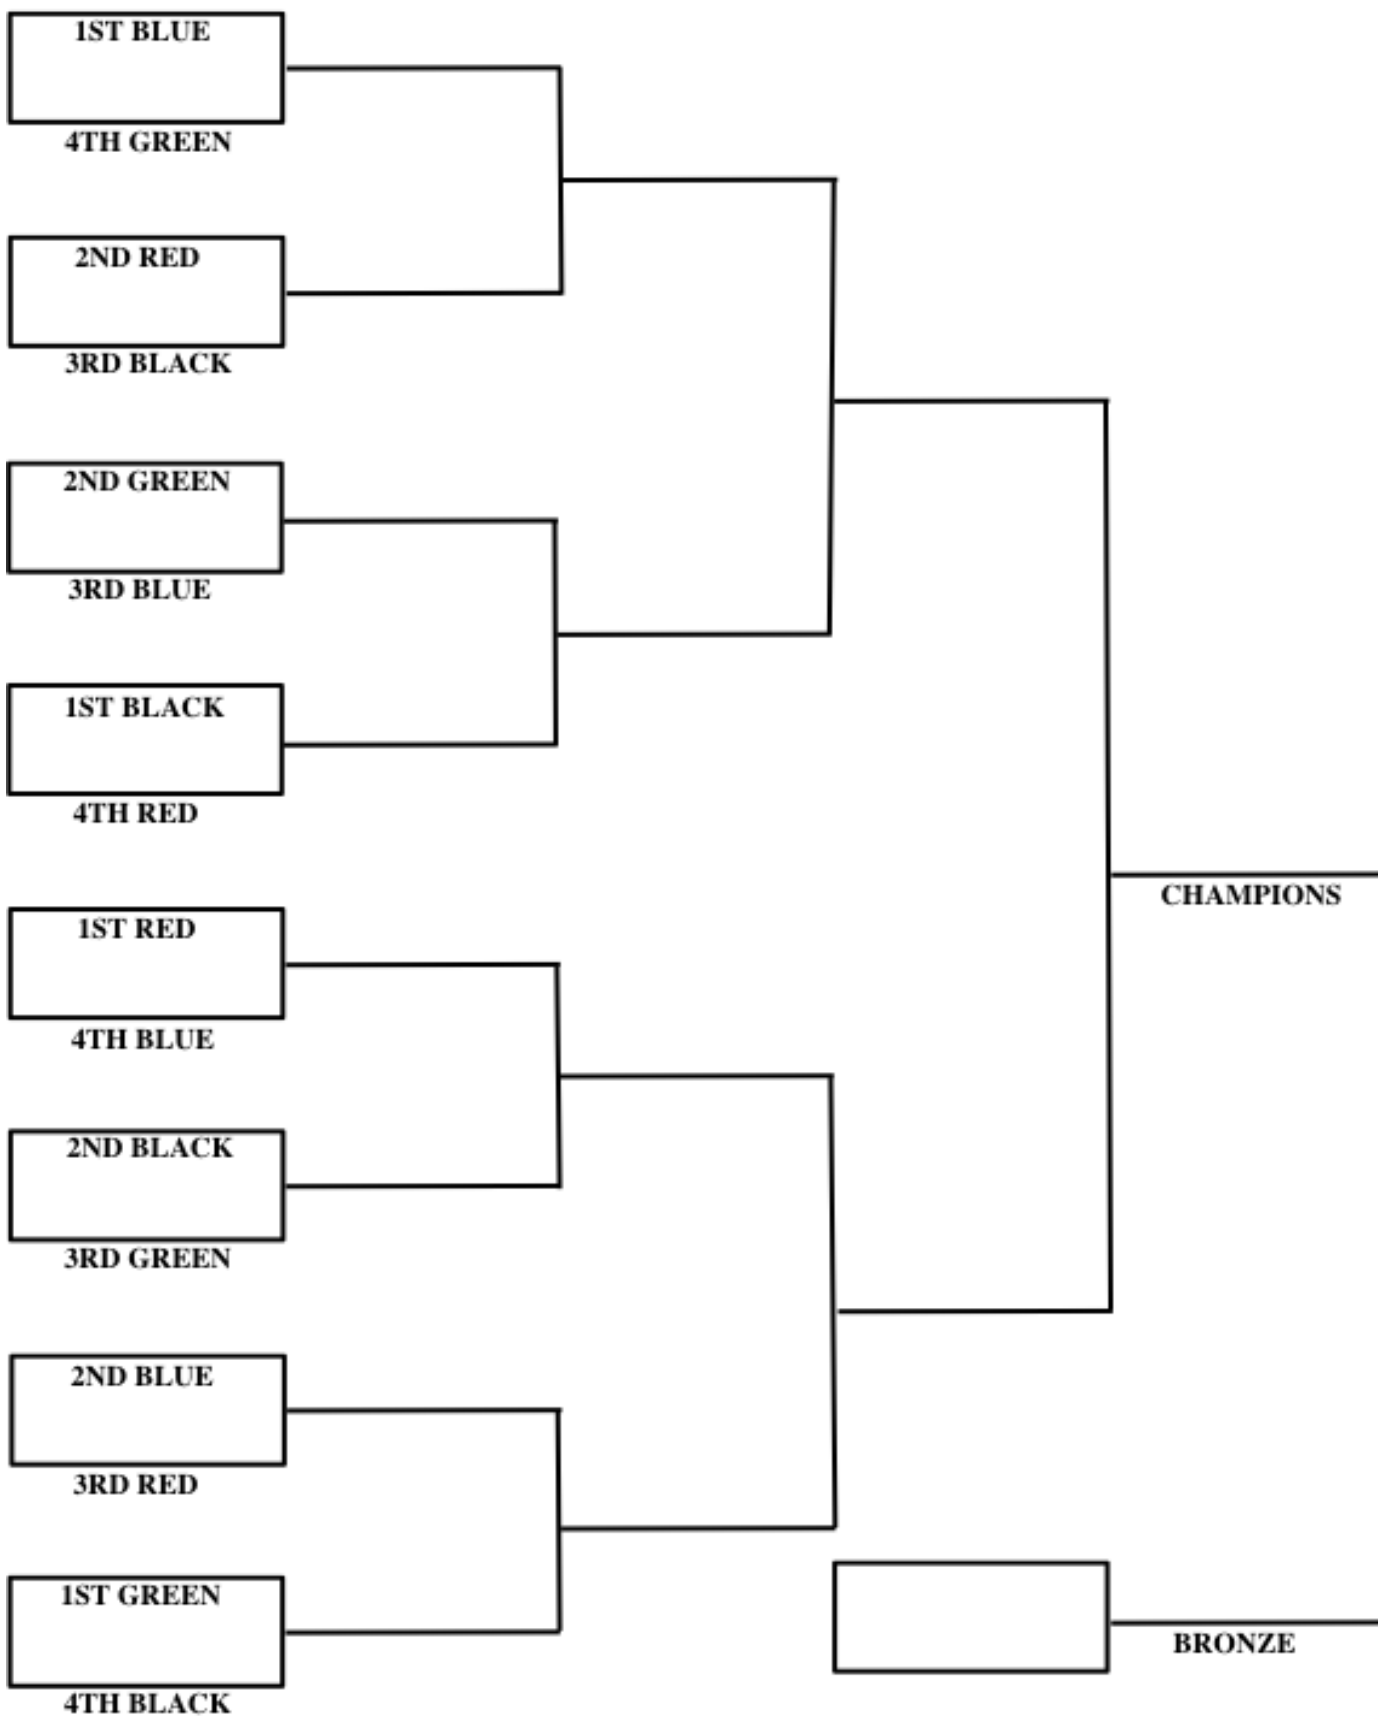 1ST BLUE
4TH GREEN
2ND RED
3RD BLACK
2ND GREEN
3RD BLUE
1ST BLACK
4TH RED
CHAMPIONS
1ST RED
4TH BLUE
2ND BLACK
3RD GREEN
2ND BLUE
3RD RED
1ST GREEN
BRONZE
4TH BLACK